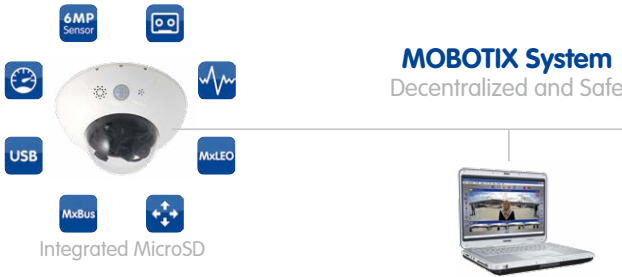 6MP
Sensor
MOBOTIX System
Decentralized and Safe
USB
MxLEO
MxBus
Integrated MicroSD